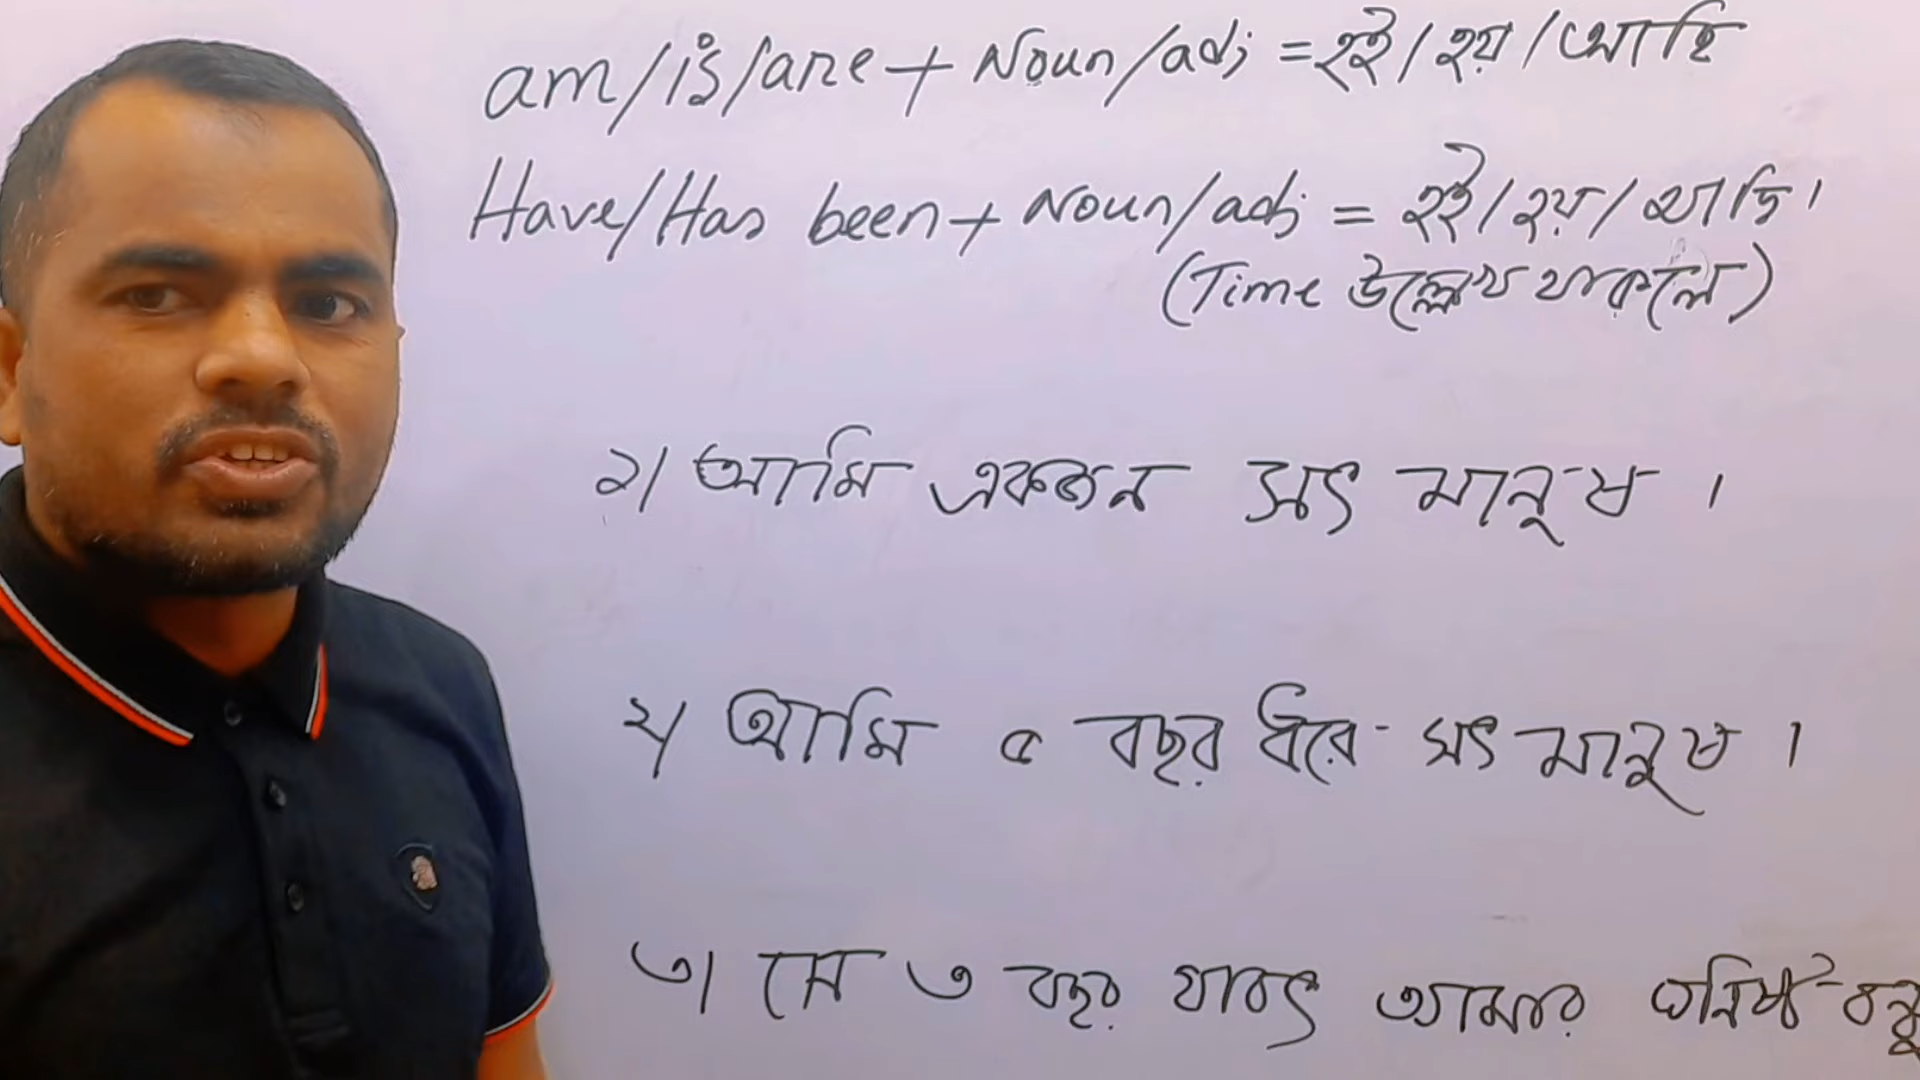 am/is/are + Noun/adj = হই/হয়/আছি
Have/Has been + Noun/adj = হই/হয়/আছি।
(Time উল্লেখ থাকলে)
১। আমি একজন সৎ মানুষ।
২। আমি ৫ বছর ধরে সৎ মানুষ।
৩। সে ৩ বছর যাবৎ আমার ঘনিষ্ঠ বন্ধু